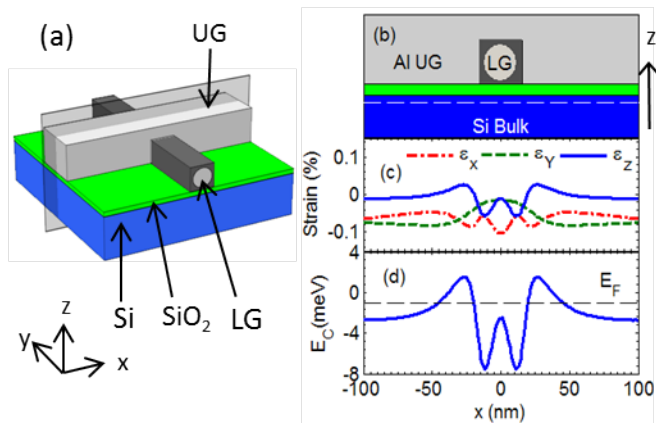 (a)
UG
Si
SiO2
LG
z
y
x
(b)
Al UG
LG
Si Bulk
Z
(c)
εX
εY
εZ
Strain (%)
0.1
0
-0.1
(d)
EF
EC(meV)
4
0
-4
-8
-100
-50
0
50
100
x (nm)